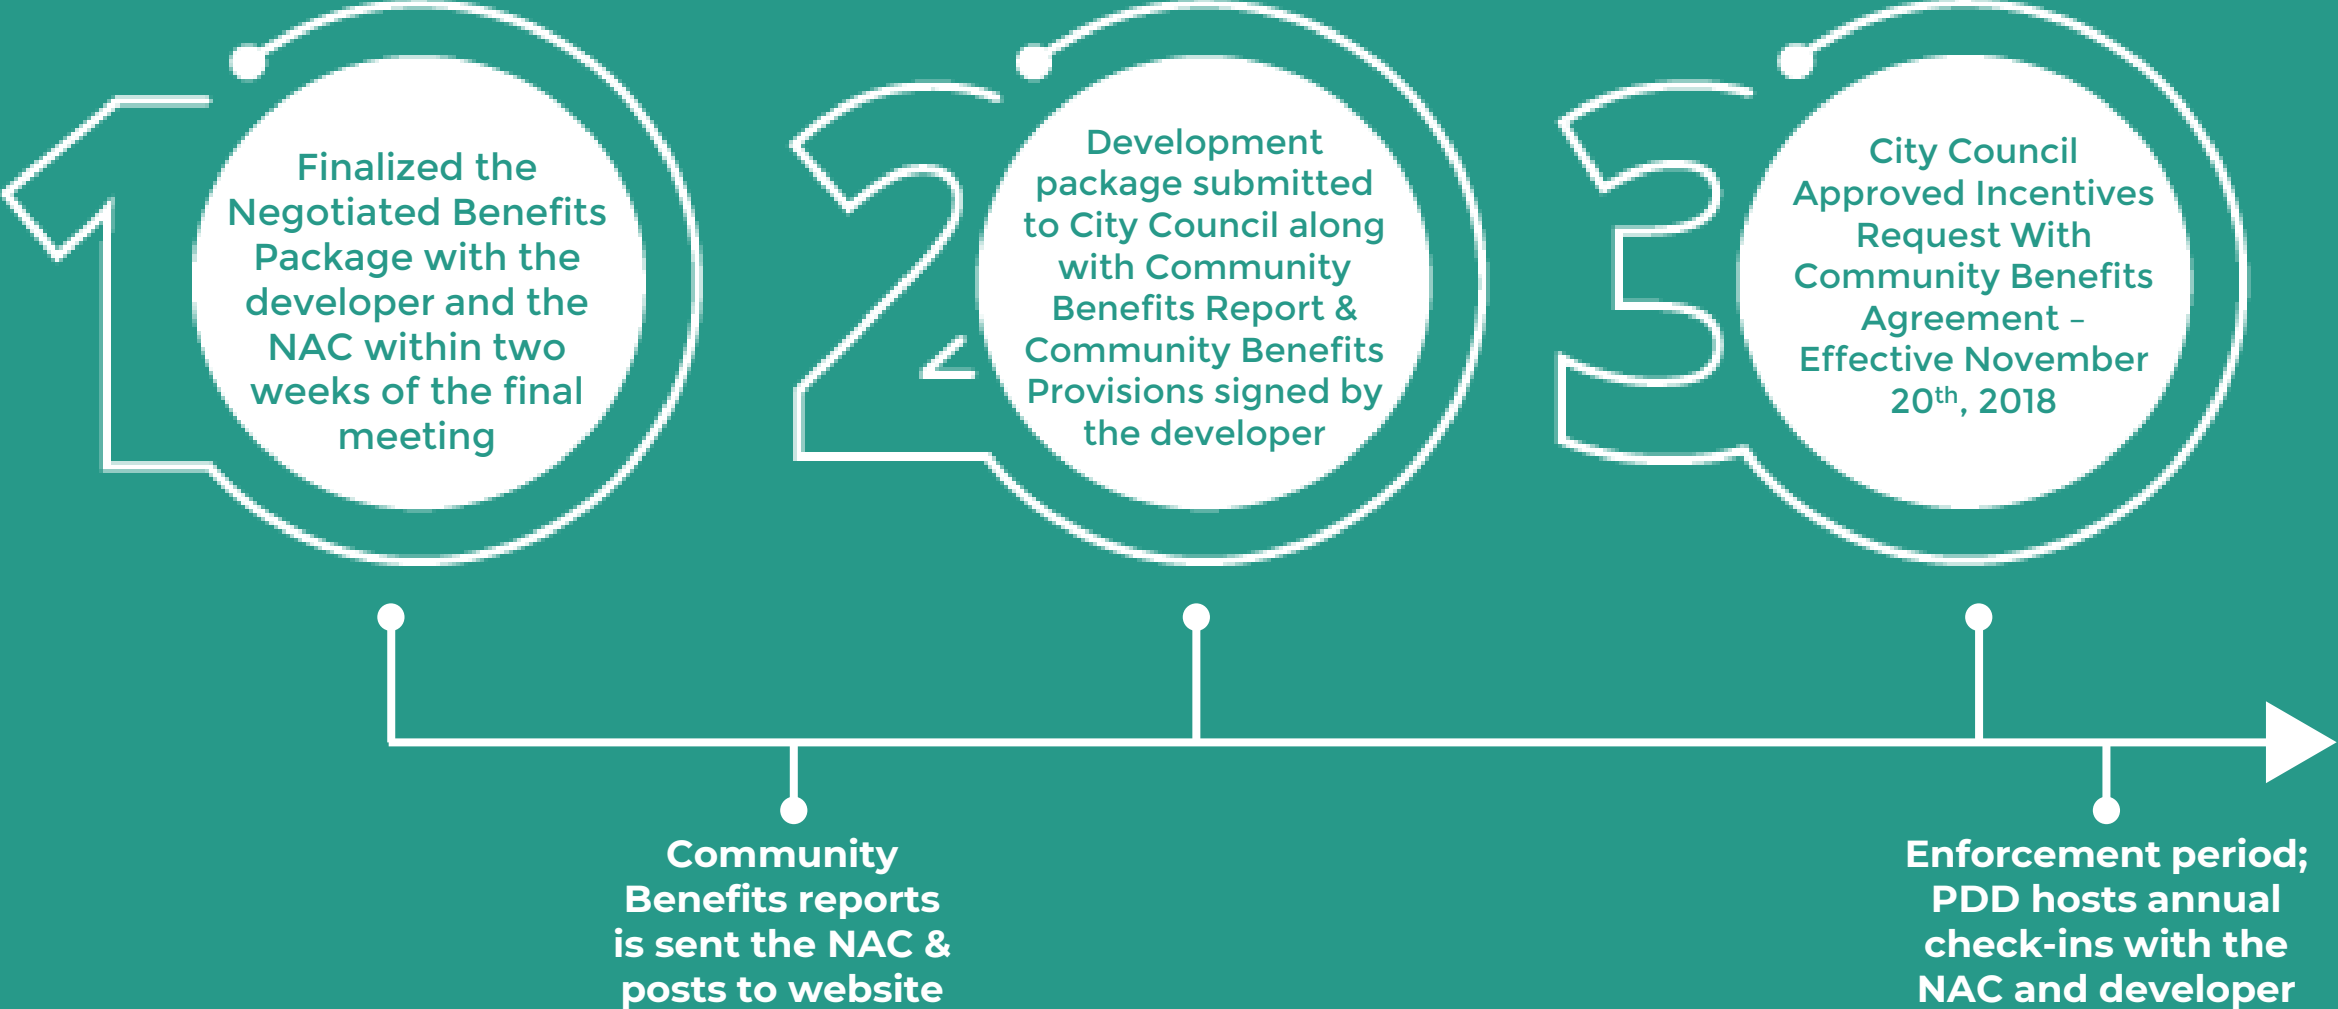 1
Finalized the
Negotiated Benefits
Package with the
developer and the
NAC within two
weeks of the final
meeting
2
Development
package submitted
to City Council along
with Community
Benefits Report &
Community Benefits
Provisions signed by
the developer
3
City Council
Approved Incentives
Request With
Community Benefits
Agreement –
Effective November
20th, 2018
Community
Benefits reports
is sent the NAC &
posts to website
Enforcement period;
PDD hosts annual
check-ins with the
NAC and developer